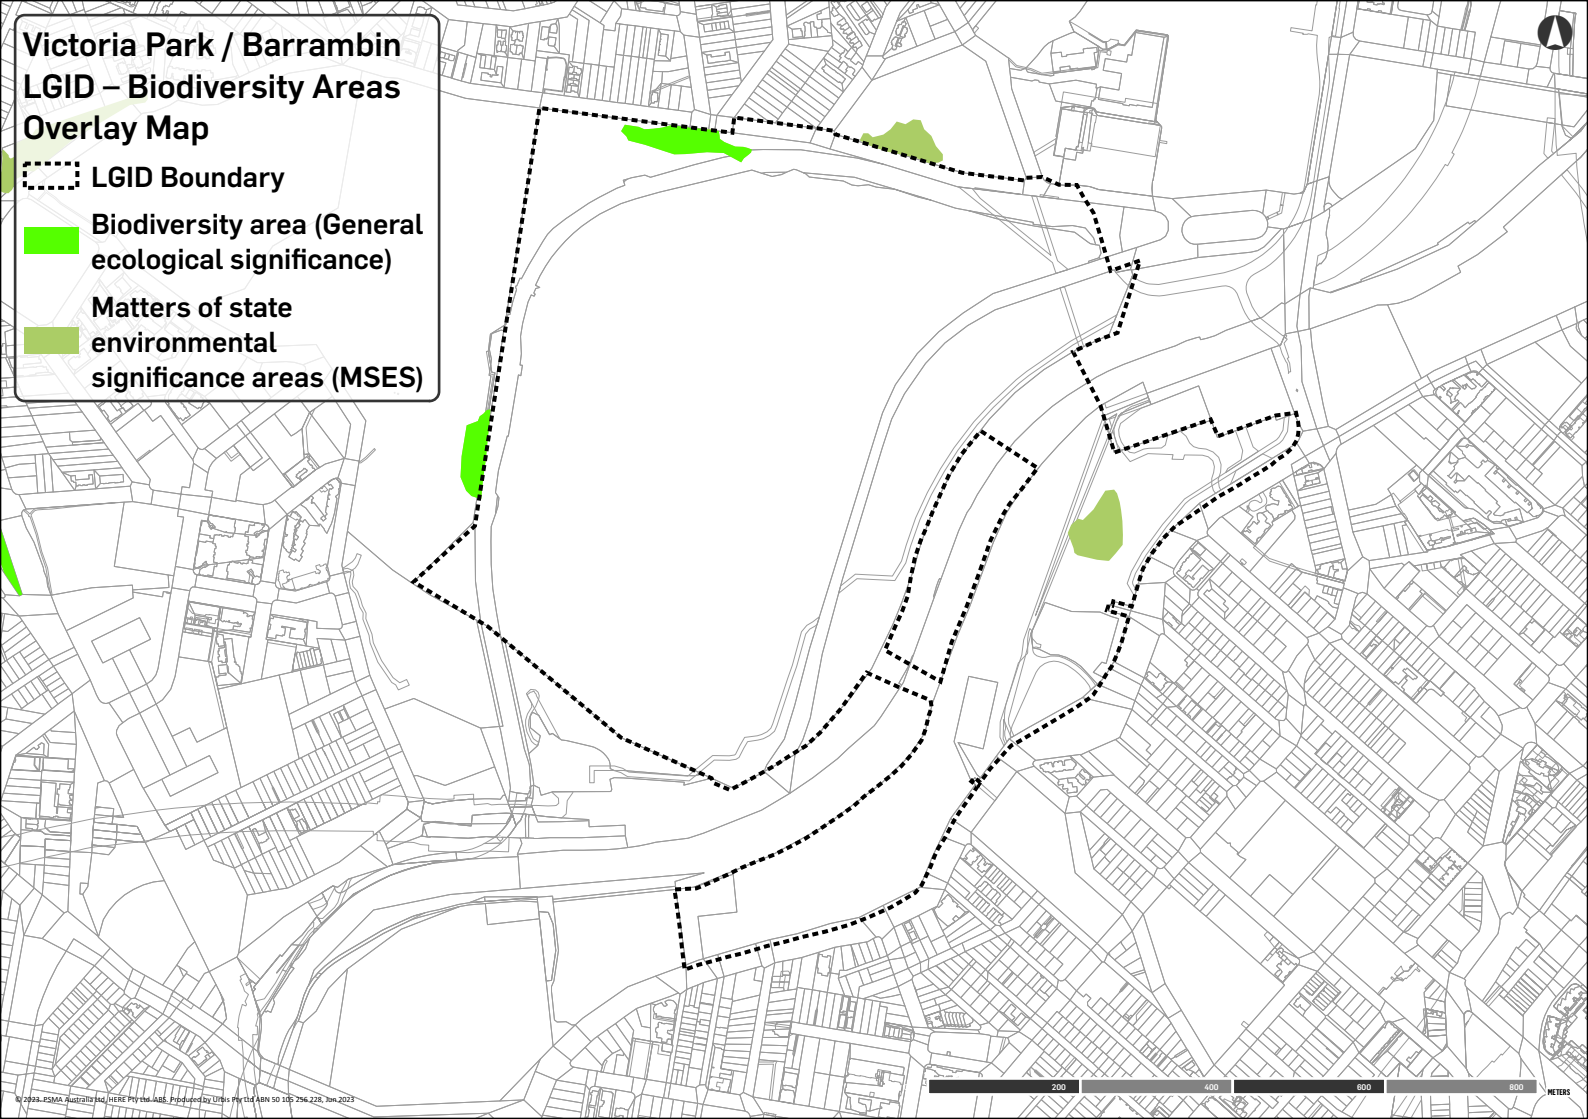 Victoria Park / Barrambin
LGID – Biodiversity Areas
Overlay Map
LGID Boundary
Biodiversity area (General
ecological significance)
Matters of state
environmental
significance areas (MSES)
200
400
600
800
METERS
© 2023. PSMA Australia Ltd, HERE Pty Ltd. ABS. Produced by Urbis Pty Ltd ABN 50 105 256 228, Jun 2023